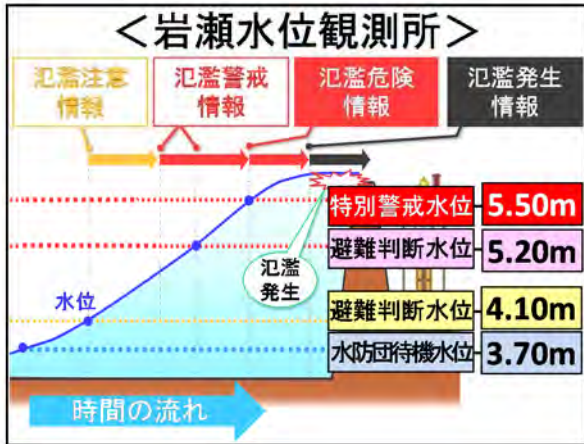 ＜岩瀬水位観測所＞
氾濫注意
情報
氾濫警戒
情報
氾濫危険
情報
氾濫発生
情報
特別警戒水位 5.50m
避難判断水位 5.20m
氾濫
発生
水位
避難判断水位 4.10m
水防団待機水位 3.70m
時間の流れ